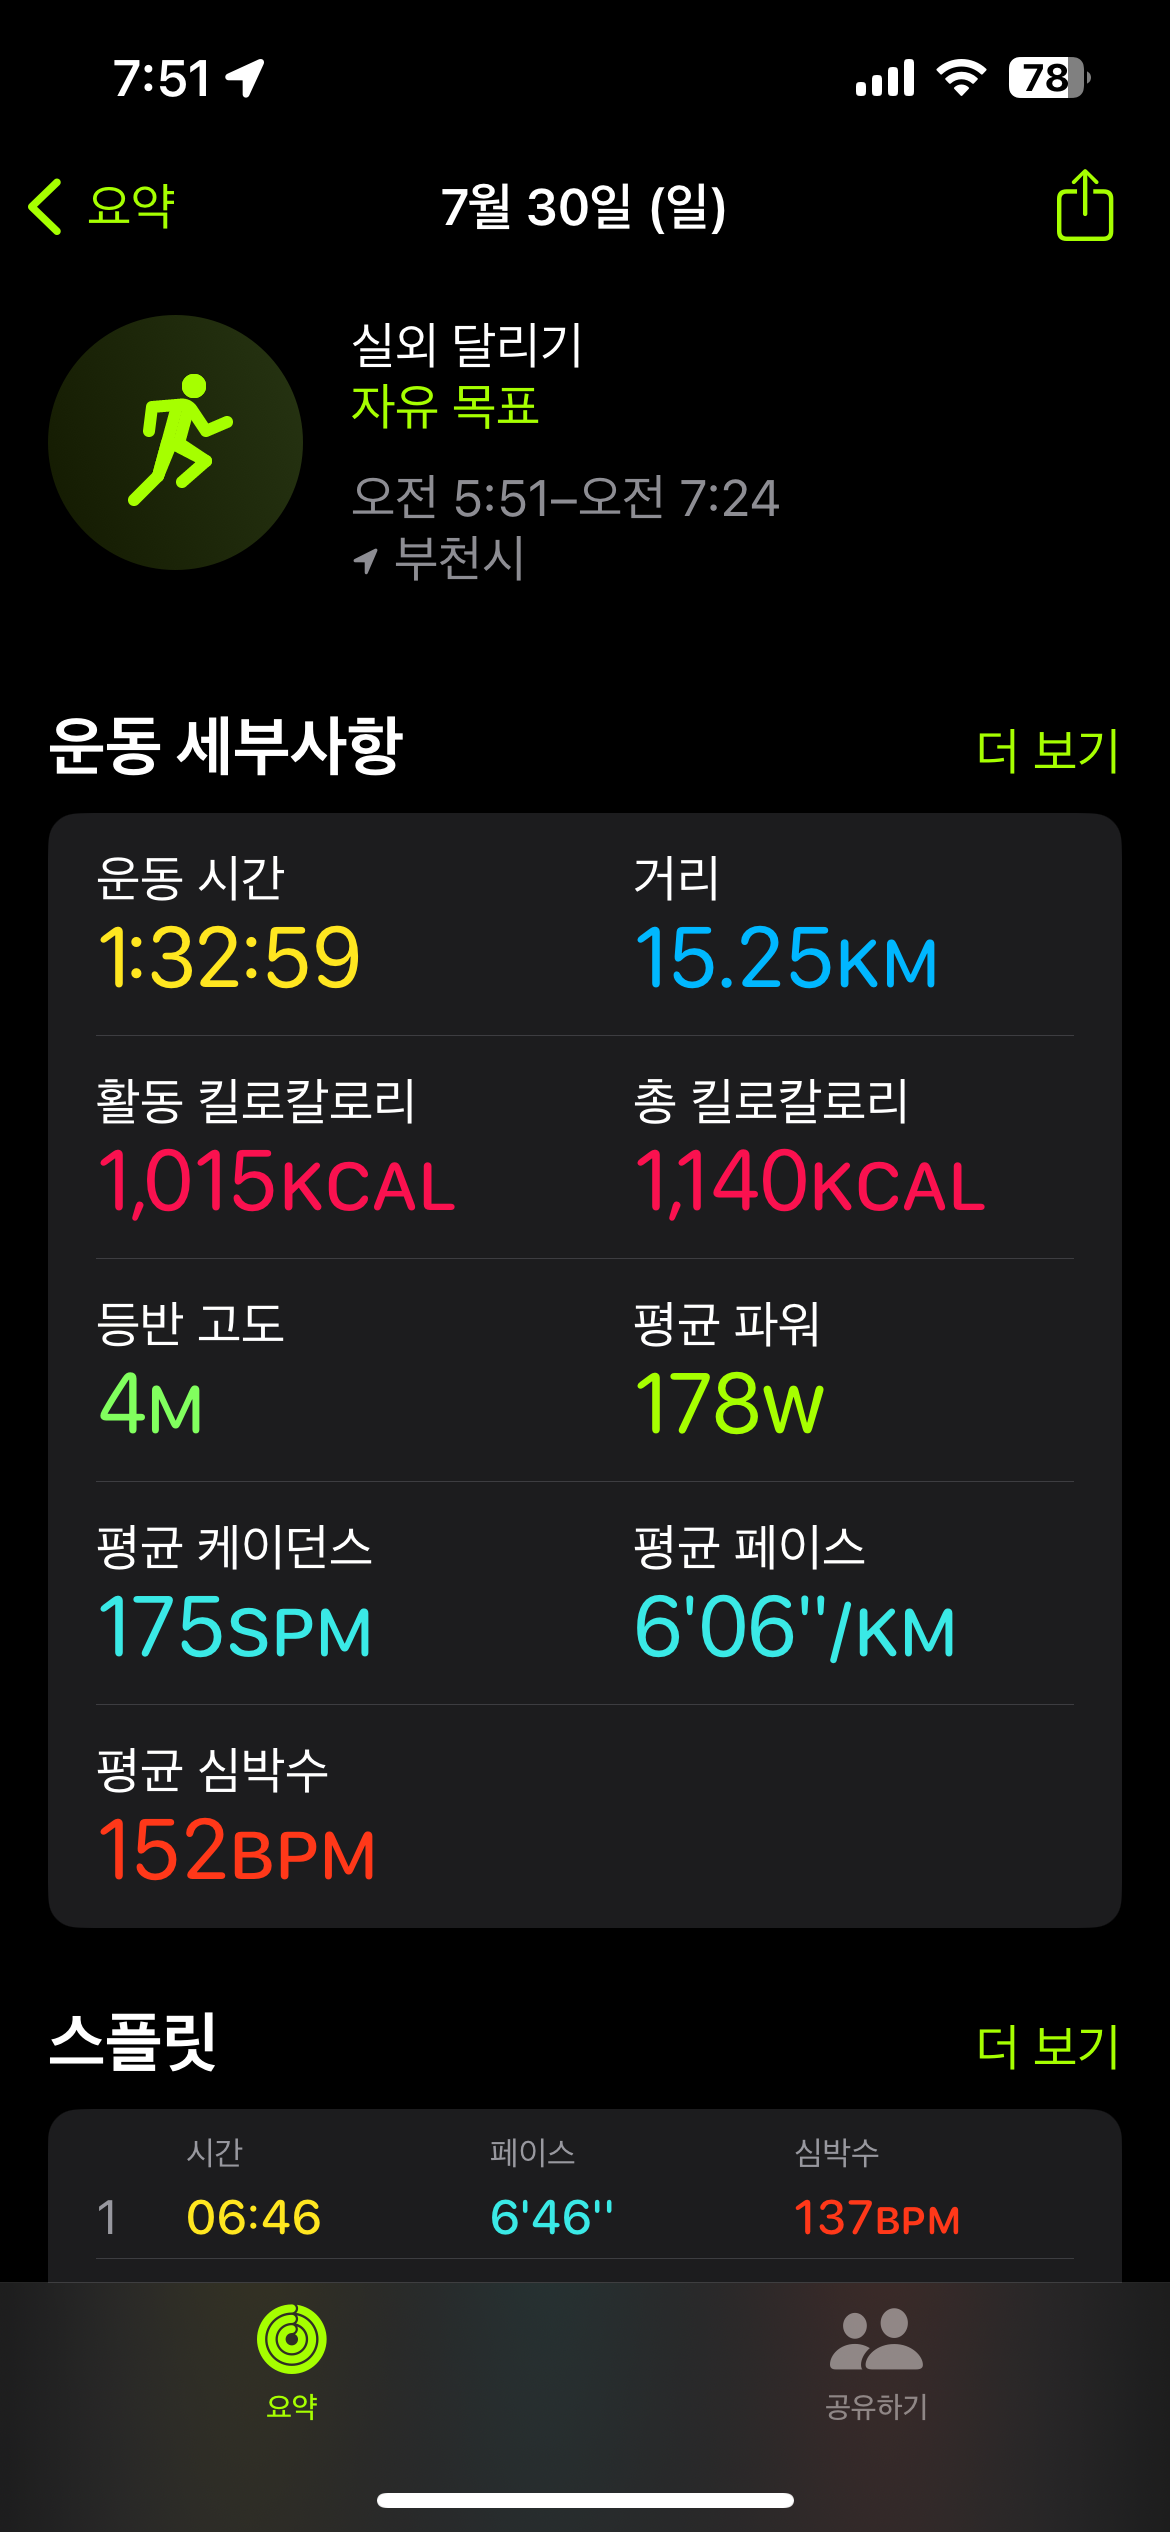 7:51
78
요약
7월 30일 (일)
실외 달리기
자유 목표
오전 5:51–오전 7:24
부천시
운동 세부사항
더 보기
운동 시간
거리
1:32:59
15.25KM
활동 킬로칼로리
총 킬로칼로리
1,015KCAL
1,140KCAL
등반 고도
평균 파워
4M
178W
평균 케이던스
평균 페이스
175SPM
6'06''/KM
평균 심박수
152BPM
스플릿
더 보기
시간
페이스
심박수
1
06:46
6'46''
137BPM
요약
공유하기